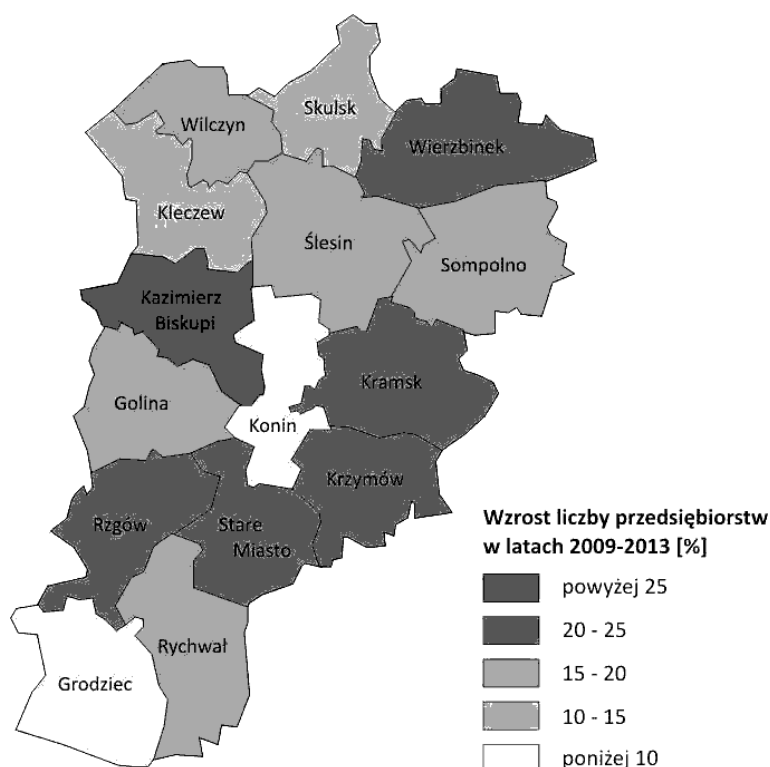 Skulsk
Wilczyn
Wierzbinek
Kleczew
Ślesin
Sompolno
Kazimierz
Biskupi
Kramsk
Golina
Konin
Krzymów
Rzgów
Stare
Miasto
Rychwał
Grodziec
Wzrost liczby przedsiębiorstw
w latach 2009-2013 [%]
powyżej 25
20 - 25
15 - 20
10 - 15
poniżej 10